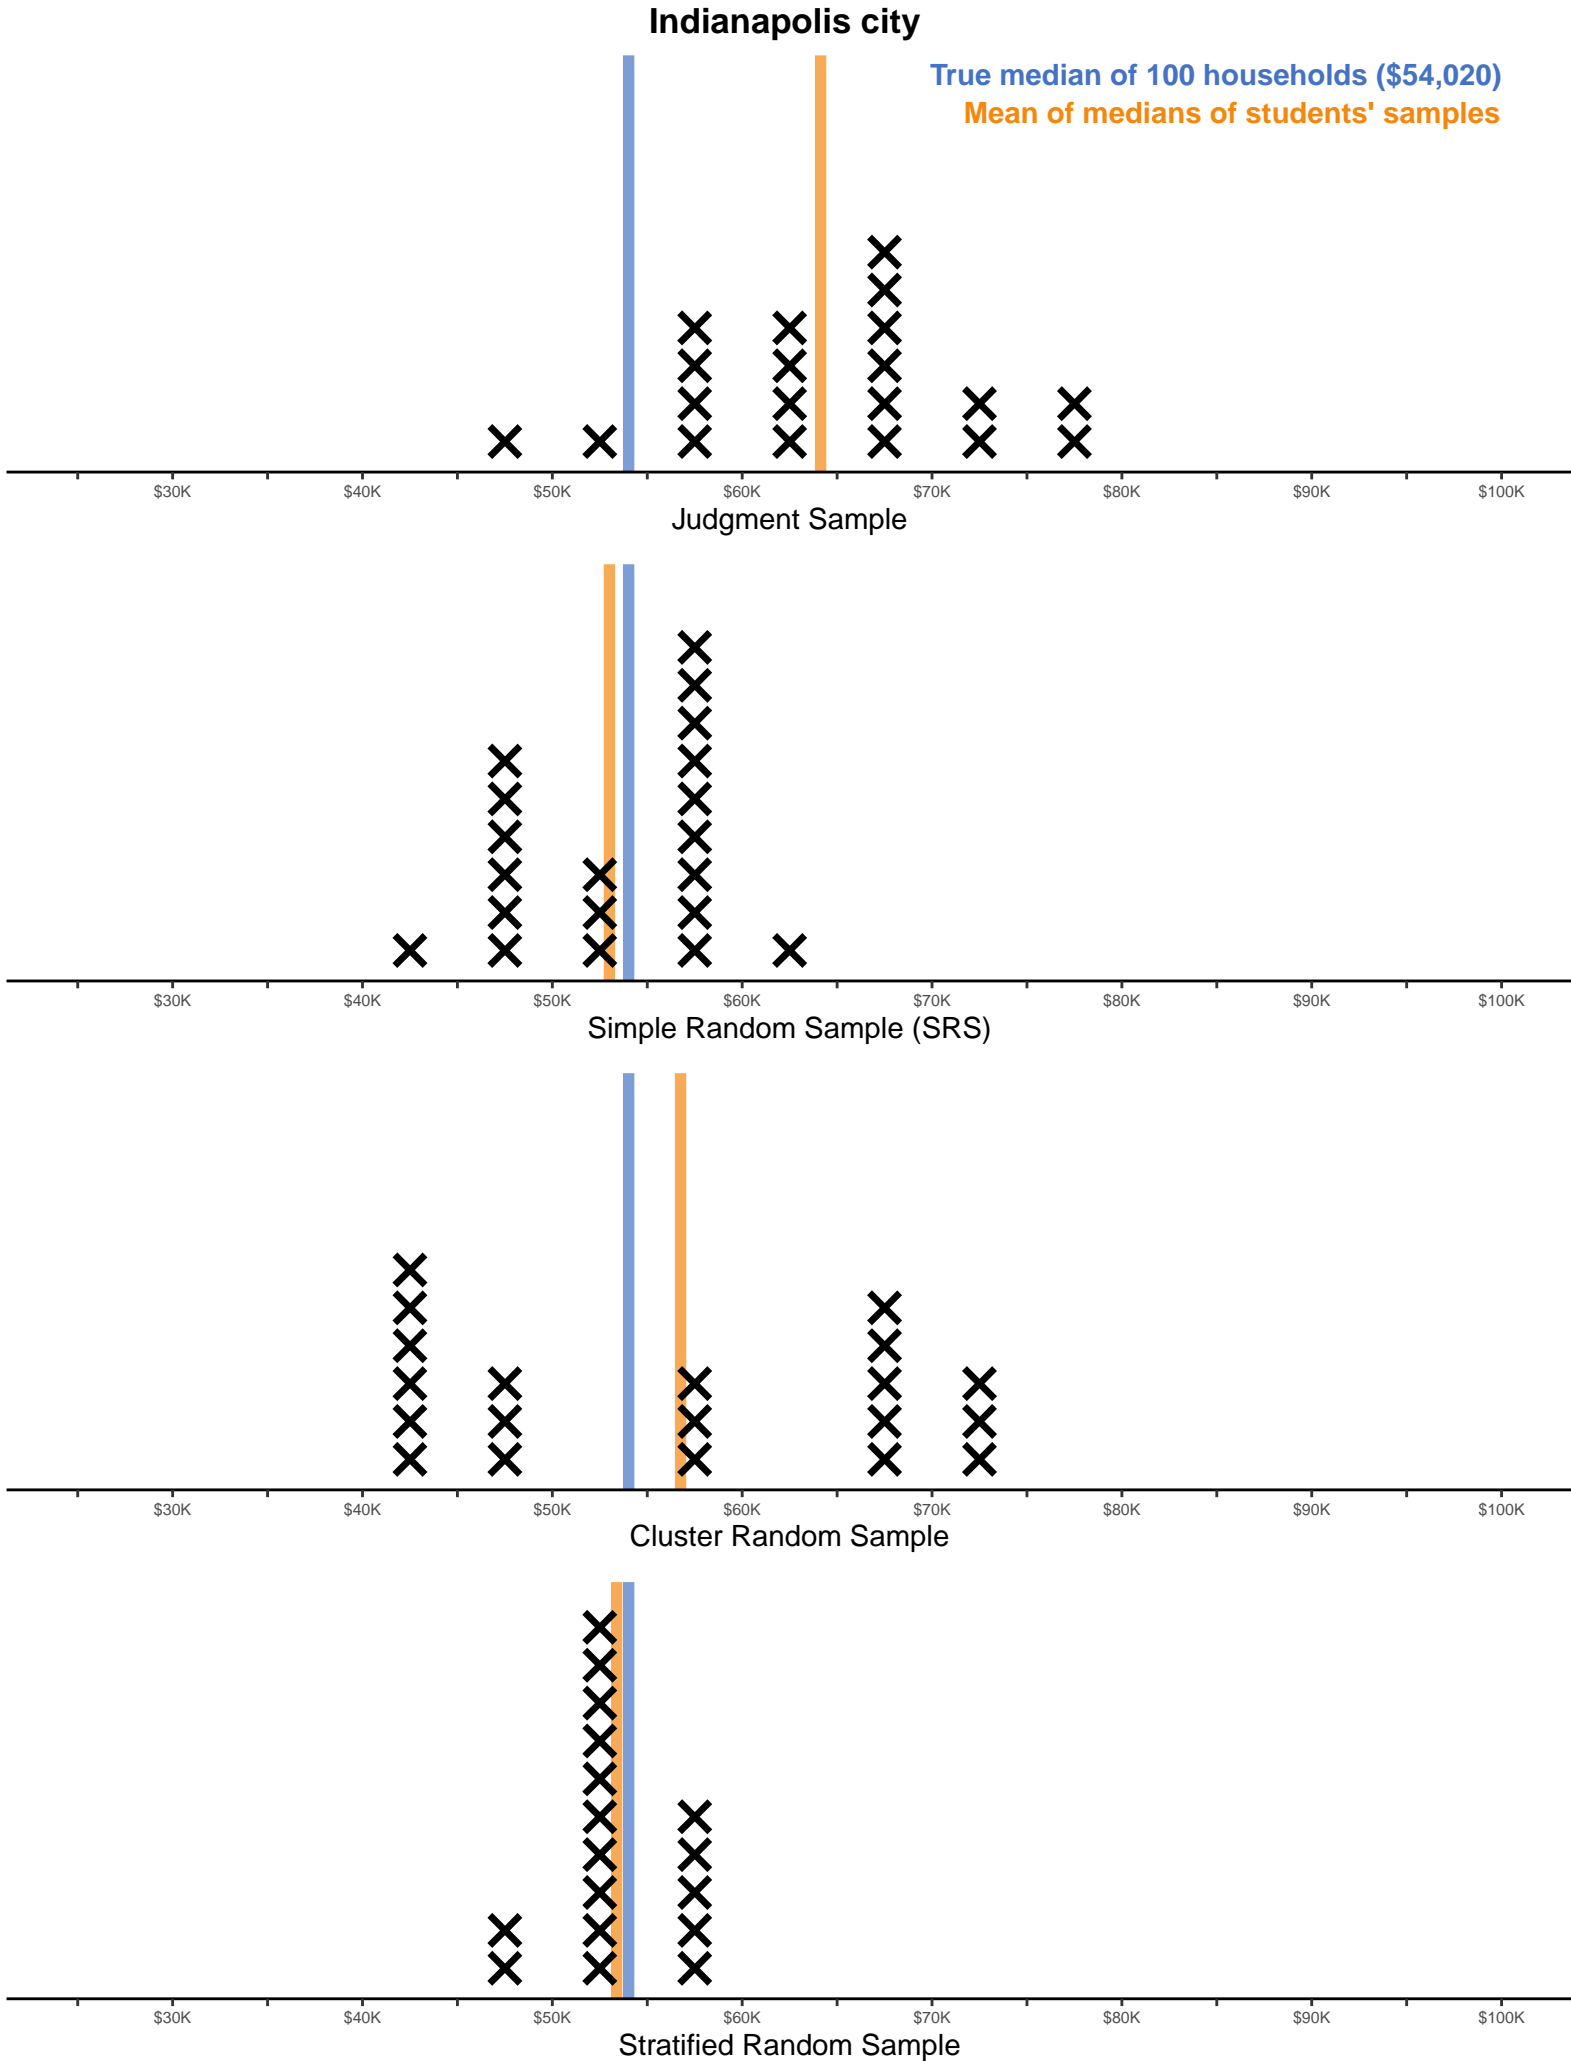 Indianapolis city
True median of 100 households ($54,020)
Mean of medians of students' samples
$30K $40K $50K $60K $70K $80K $90K $100K
Judgment Sample
$30K $40K $50K $60K $70K $80K $90K $100K
Simple Random Sample (SRS)
$30K $40K $50K $60K $70K $80K $90K $100K
Cluster Random Sample
$30K $40K $50K $60K $70K $80K $90K $100K
Stratified Random Sample